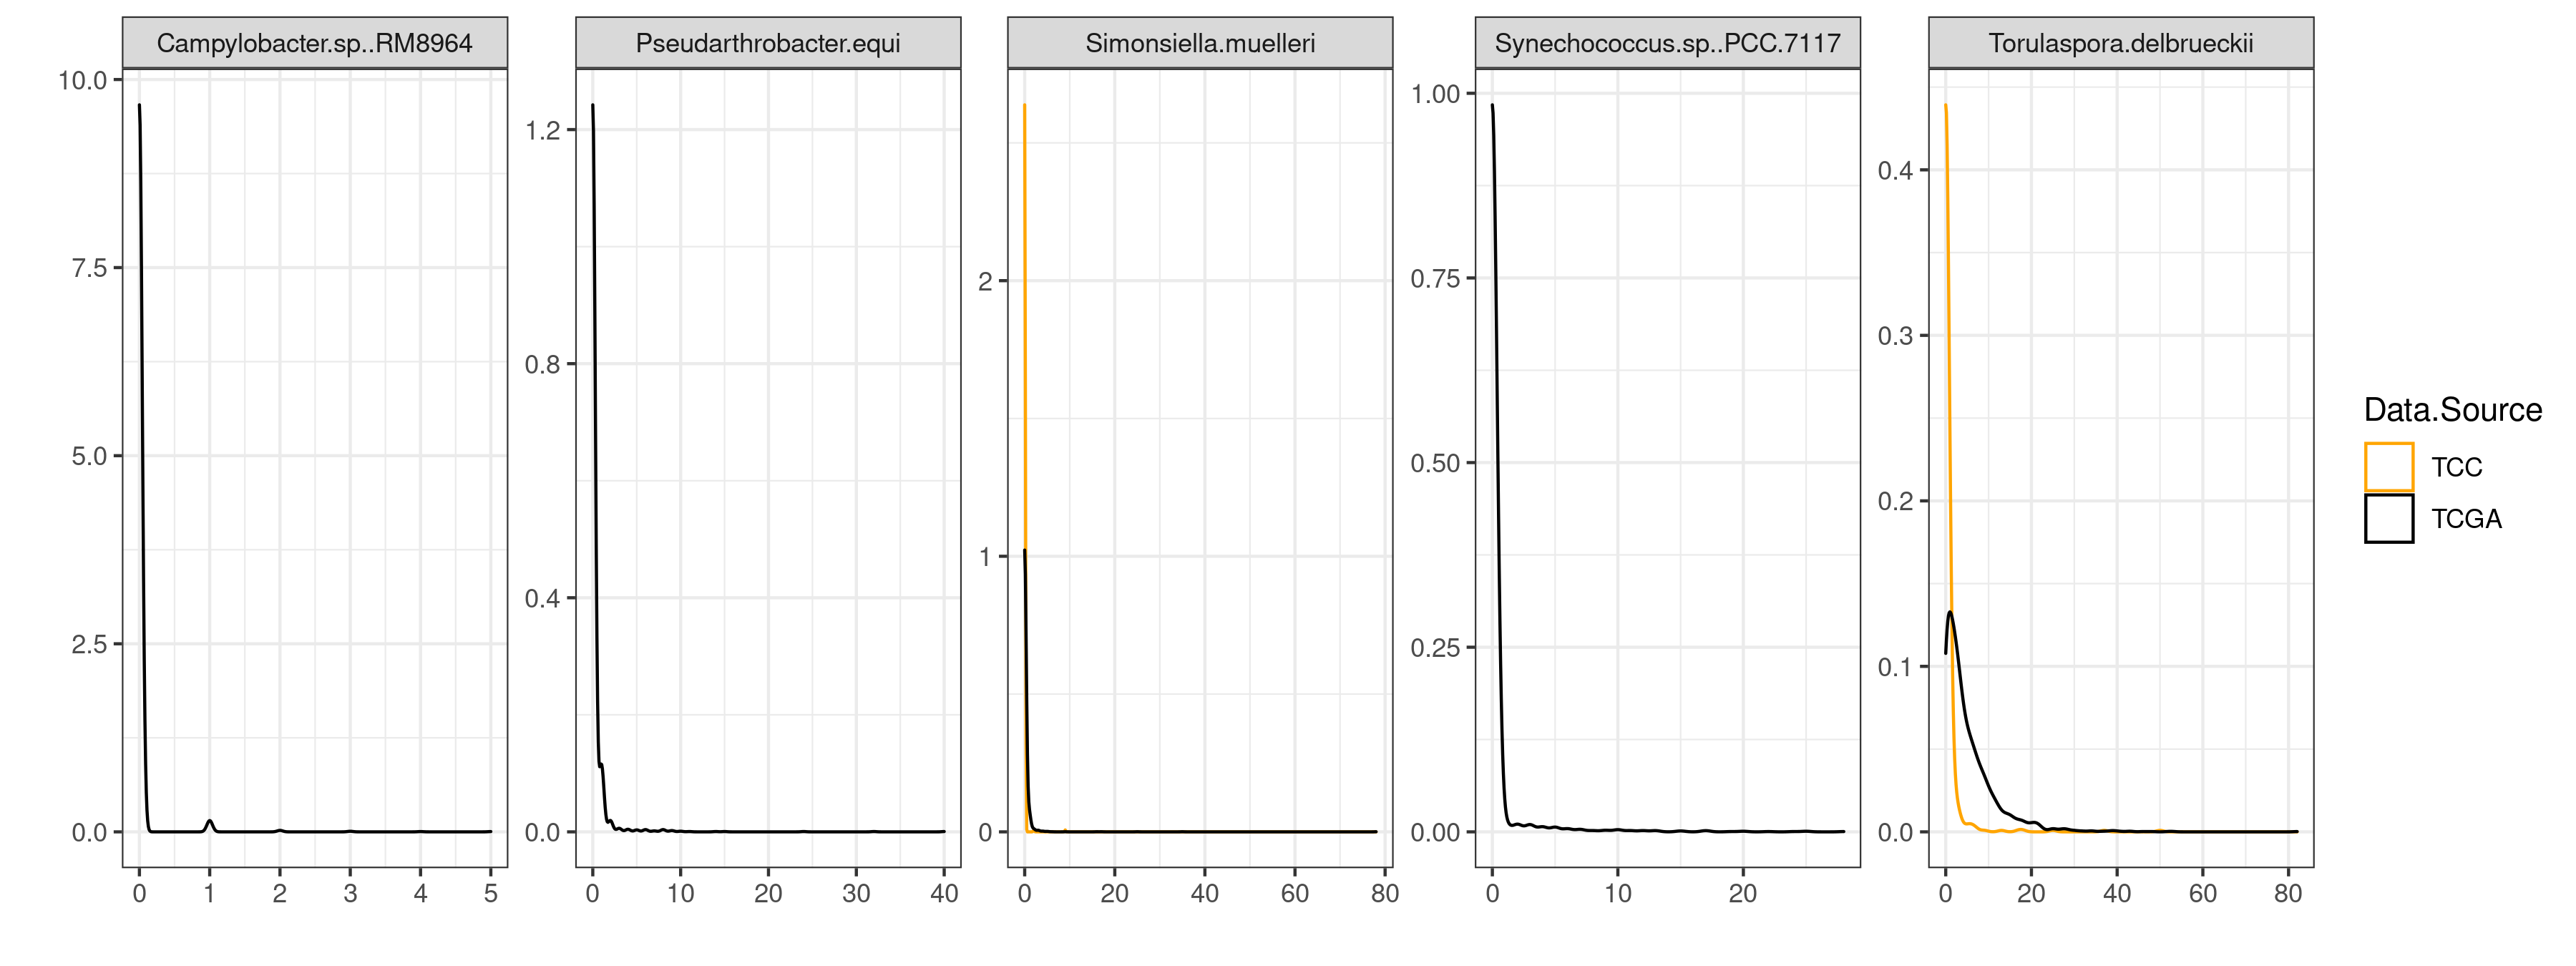 Campylobacter.sp..RM8964
Pseudarthrobacter.equi
Simonsiella.muelleri
Synechococcus.sp..PCC.7117
Torulaspora.delbrueckii
10.0
7.5
5.0
2.5
0.0
0 1 2 3 4 5
1.2
0.8
0.4
0.0
0 10 20 30 40
2
1
0
0 20 40 60 80
1.00
0.75
0.50
0.25
0.00
0 10 20
0.4
0.3
0.2
0.1
0.0
0 20 40 60 80
Data.Source
TCC
TCGA